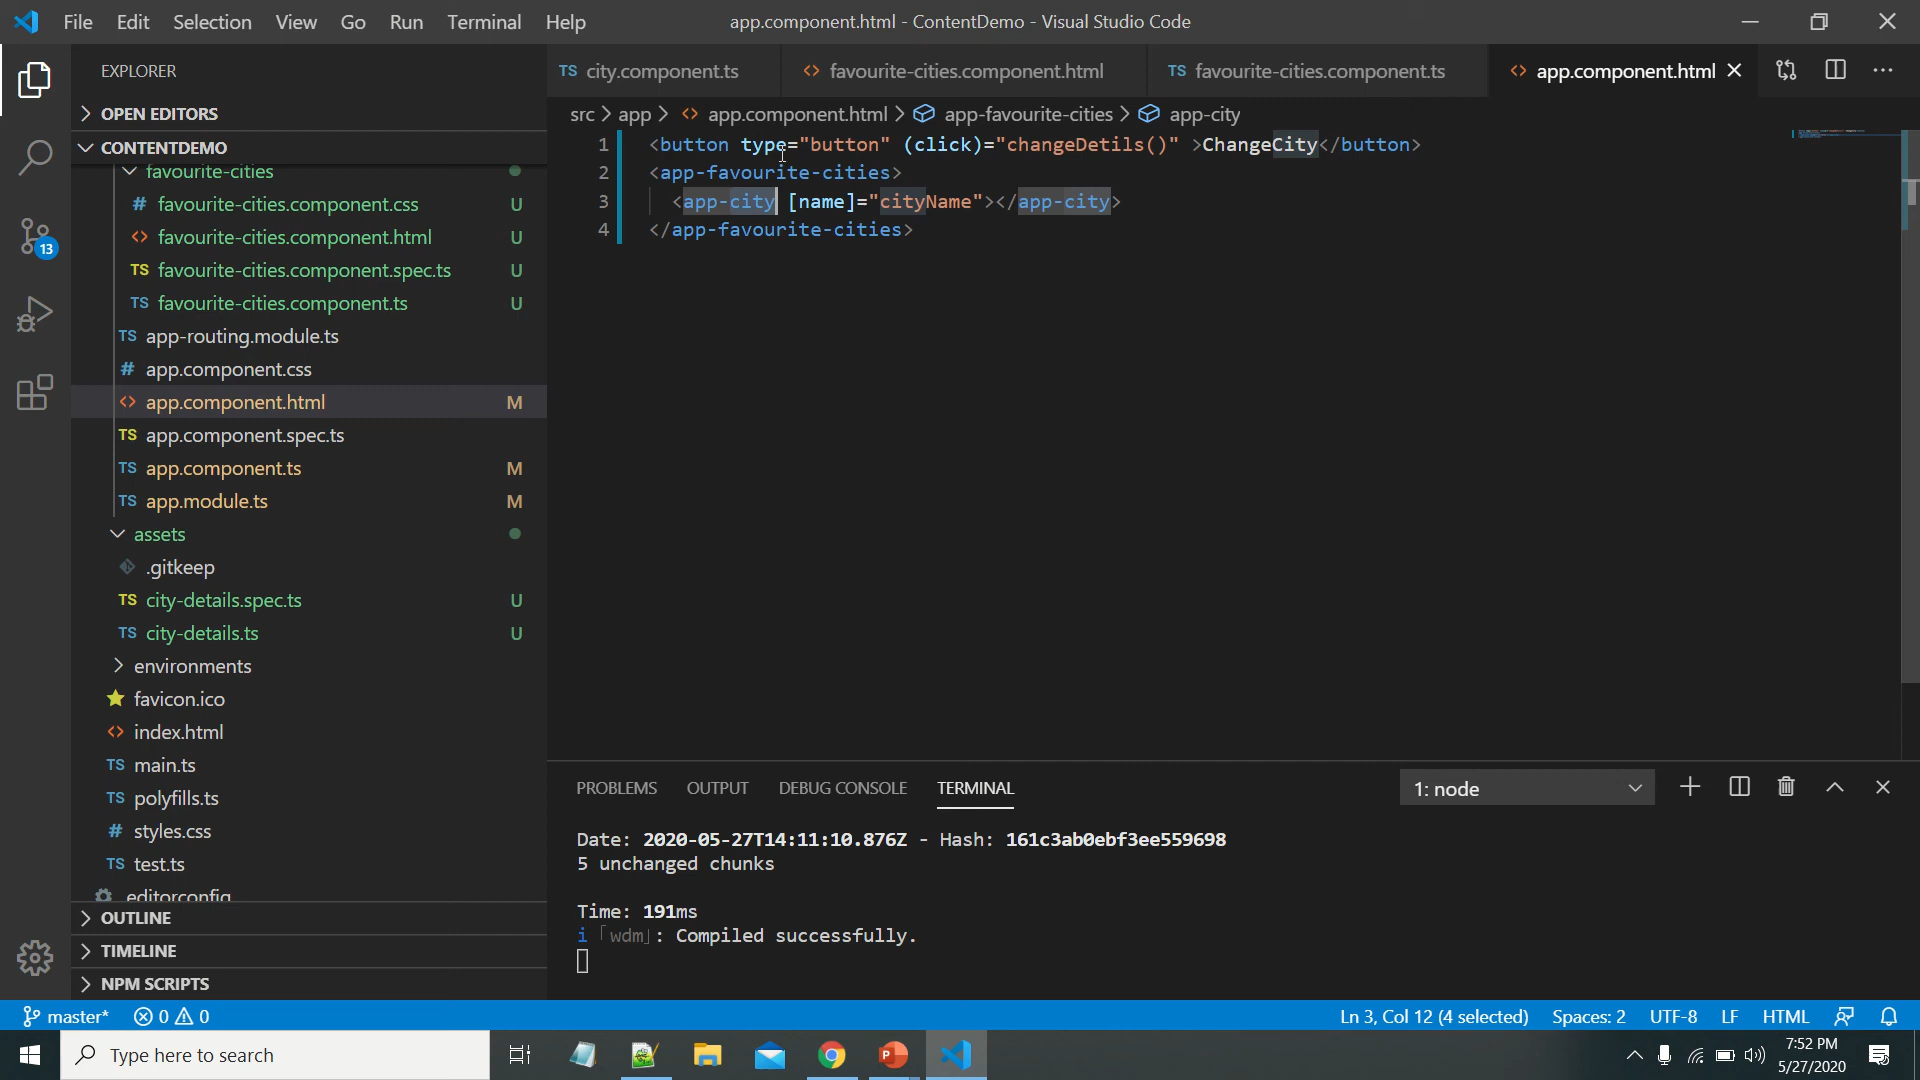 File Edit Selection View Go Run Terminal Help
app.component.html - ContentDemo - Visual Studio Code
EXPLORER
OPEN EDITORS
CONTENTDEMO
favourite-cities
# favourite-cities.component.css U
<> favourite-cities.component.html U
TS favourite-cities.component.spec.ts U
TS favourite-cities.component.ts U
TS app-routing.module.ts
# app.component.css
<> app.component.html M
TS app.component.spec.ts
TS app.component.ts M
TS app.module.ts M
assets
.gitkeep
TS city-details.spec.ts U
TS city-details.ts U
environments
favicon.ico
<> index.html
TS main.ts
TS polyfills.ts
# styles.css
TS test.ts
editorconfig
OUTLINE
TIMELINE
NPM SCRIPTS
13
TS city.component.ts
<> favourite-cities.component.html
TS favourite-cities.component.ts
<> app.component.html
src > app > <> app.component.html > app-favourite-cities > app-city
1 <button type="button" (click)="changeDetils()" >ChangeCity</button>
2 <app-favourite-cities>
3 <app-city [name]="cityName"></app-city>
4 </app-favourite-cities>
PROBLEMS OUTPUT DEBUG CONSOLE TERMINAL
1: node
Date: 2020-05-27T14:11:10.876Z - Hash: 161c3ab0ebf3ee559698
5 unchanged chunks
Time: 191ms
i ｢wdm｣: Compiled successfully.
master* 0 0
Ln 3, Col 12 (4 selected) Spaces: 2 UTF-8 LF HTML
Type here to search
7:52 PM
5/27/2020